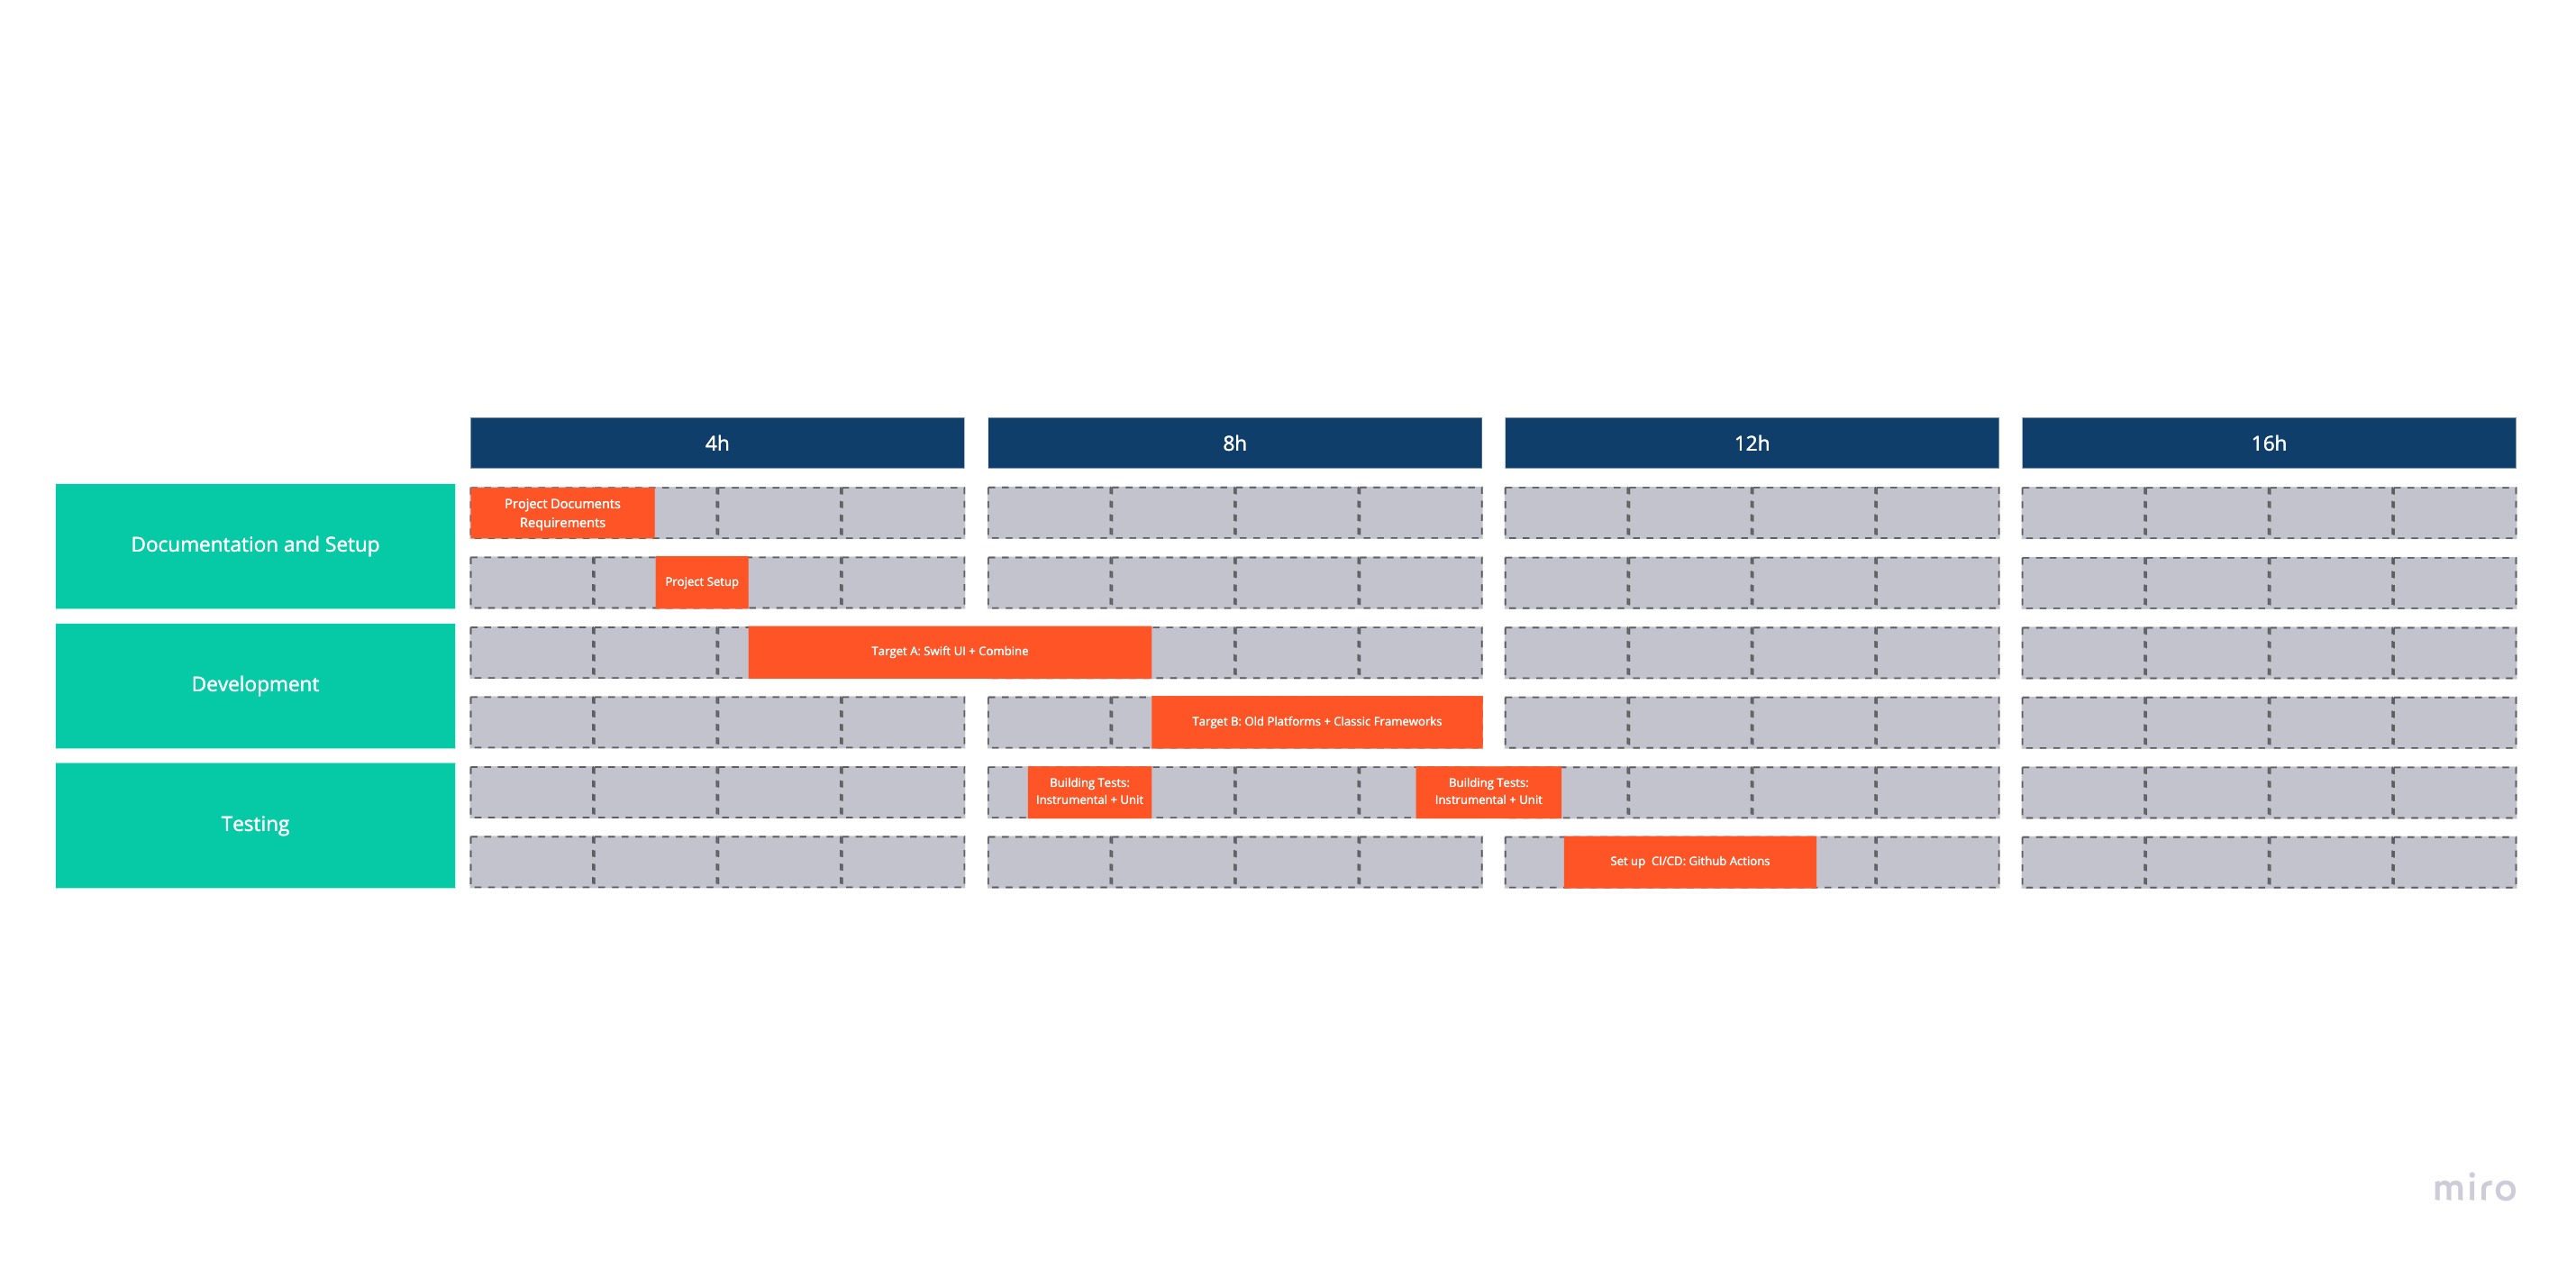 4h
8h
12h
16h
Documentation and Setup
Project Documents
Requirements
Project Setup
Development
Target A: Swift UI + Combine
Target B: Old Platforms + Classic Frameworks
Testing
Building Tests:
Instrumental + Unit
Building Tests:
Instrumental + Unit
Set up  CI/CD: Github Actions
miro